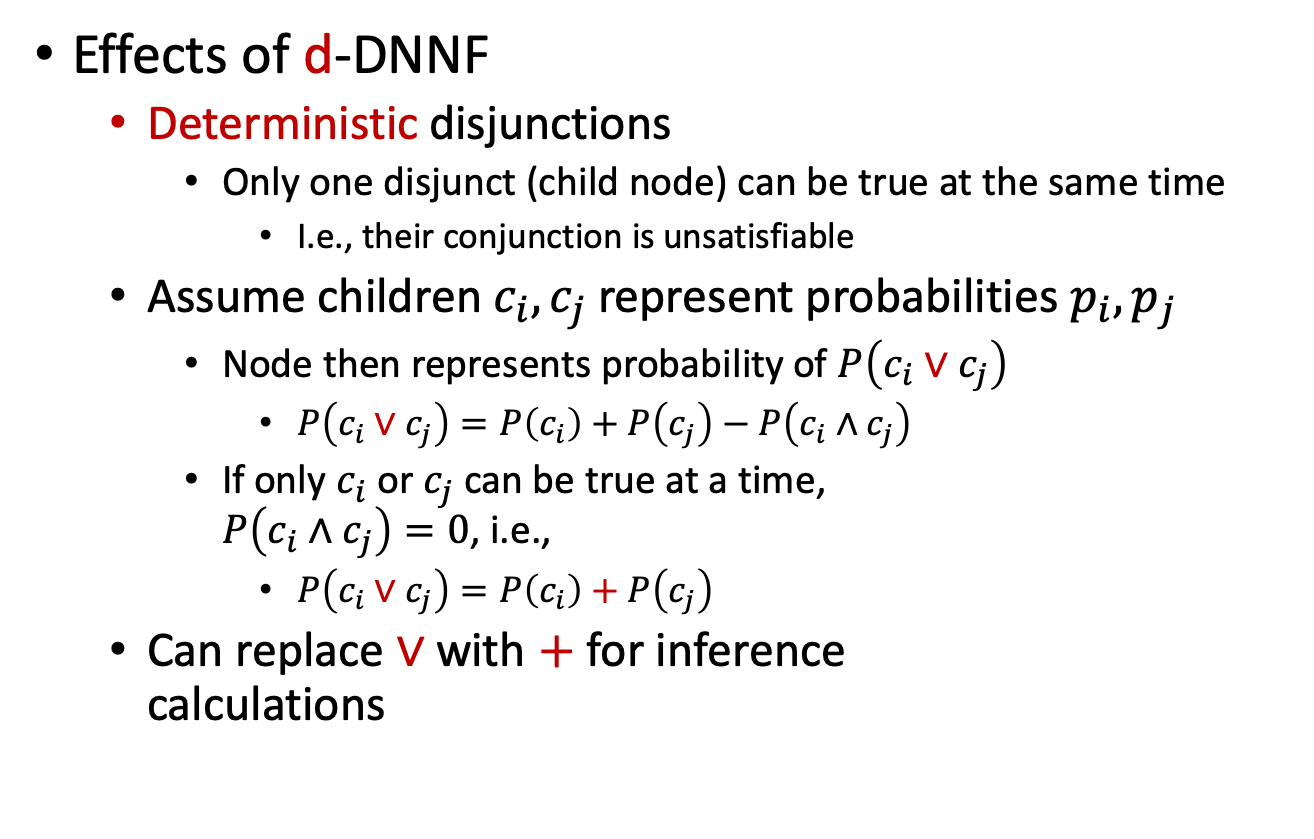 • Effects of d-DNNF
• Deterministic disjunctions
• Only one disjunct (child node) can be true at the same time
• I.e., their conjunction is unsatisfiable
• Assume children cᵢ, cⱼ represent probabilities pᵢ, pⱼ
• Node then represents probability of P(cᵢ ∨ cⱼ)
• P(cᵢ ∨ cⱼ) = P(cᵢ) + P(cⱼ) − P(cᵢ ∧ cⱼ)
• If only cᵢ or cⱼ can be true at a time,
P(cᵢ ∧ cⱼ) = 0, i.e.,
• P(cᵢ ∨ cⱼ) = P(cᵢ) + P(cⱼ)
• Can replace ∨ with + for inference
calculations